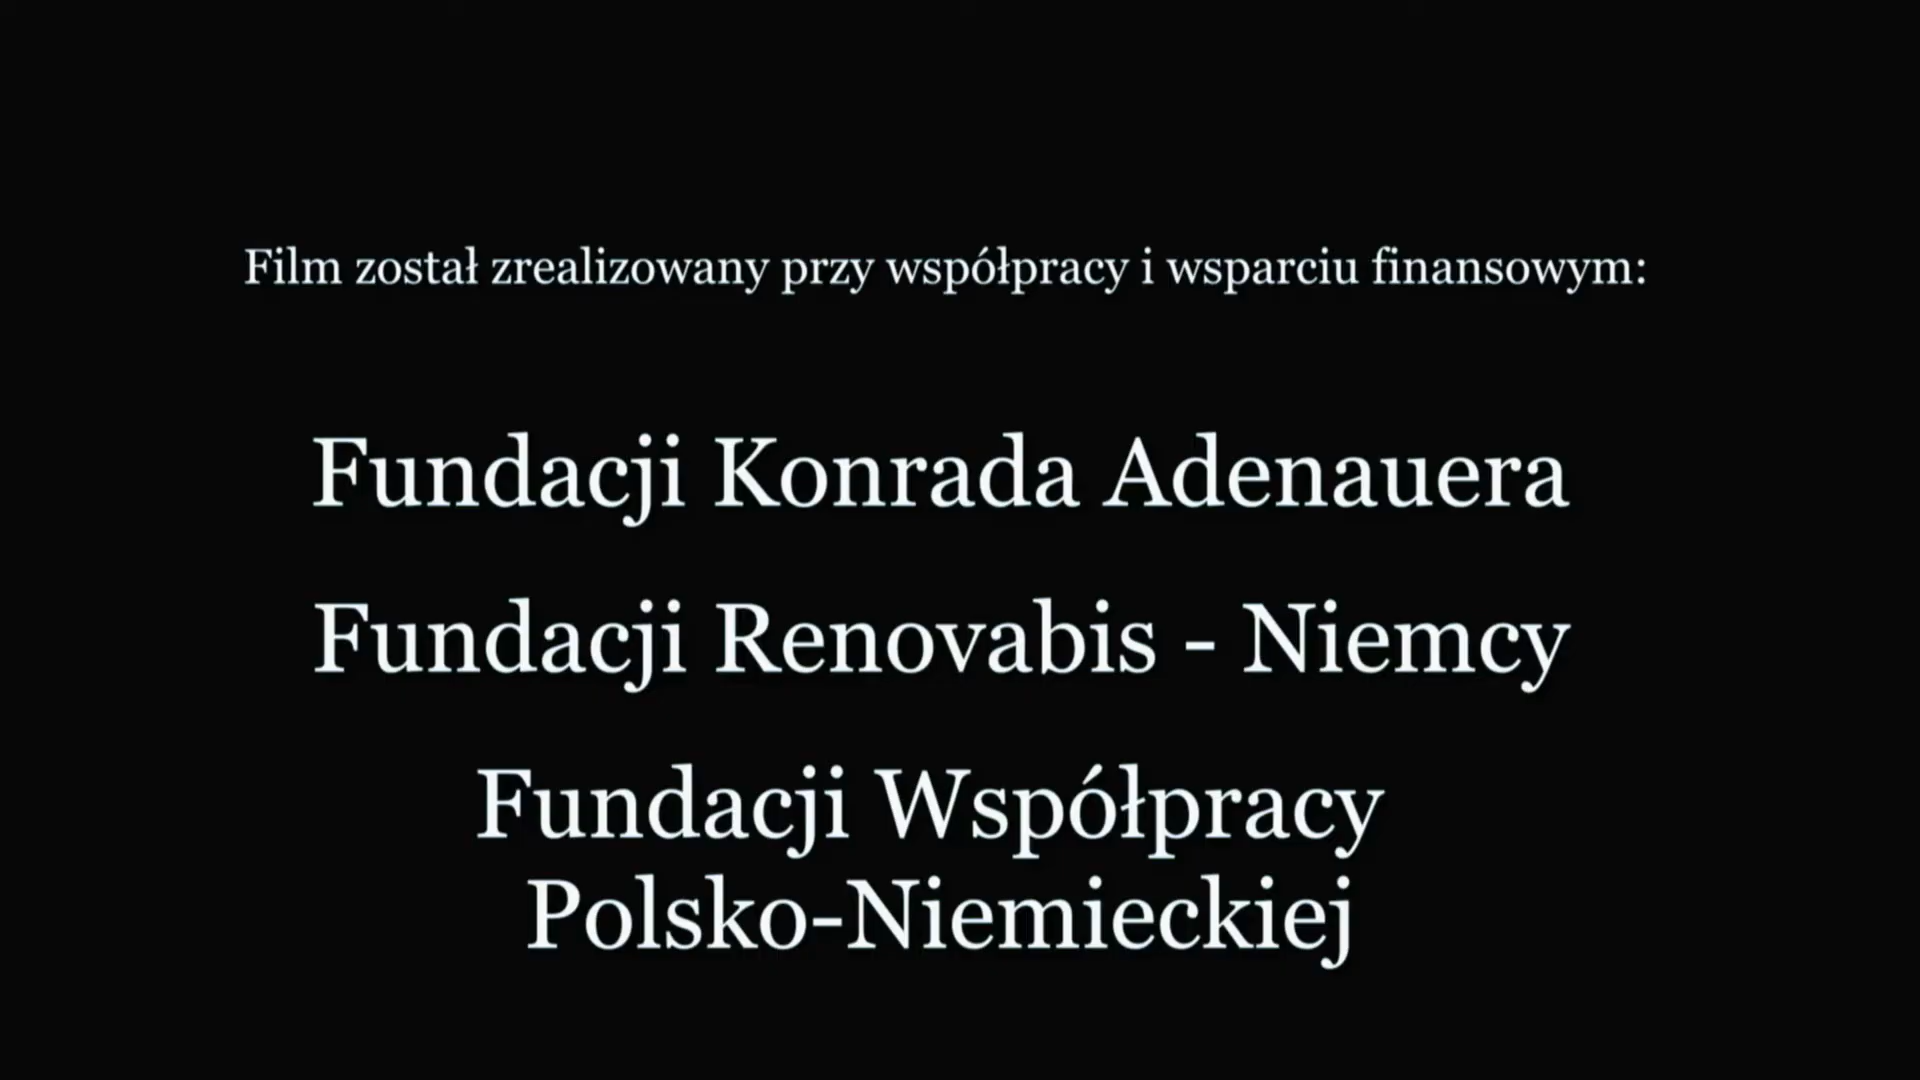 Film został zrealizowany przy współpracy i wsparciu finansowym:
Fundacji Konrada Adenauera
Fundacji Renovabis - Niemcy
Fundacji Współpracy
Polsko-Niemieckiej